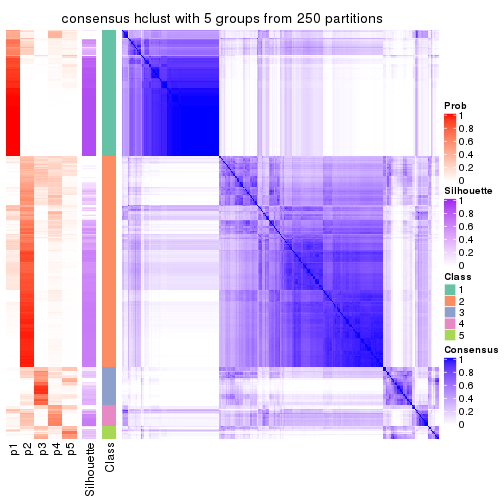 consensus hclust with 5 groups from 250 partitions
Prob
1
0.8
0.6
0.4
0.2
0
Silhouette
1
0.8
0.6
0.4
0.2
0
Class
1
2
3
4
5
Consensus
1
0.8
0.6
0.4
0.2
0
p1
p2
p3
p4
p5
Silhouette
Class